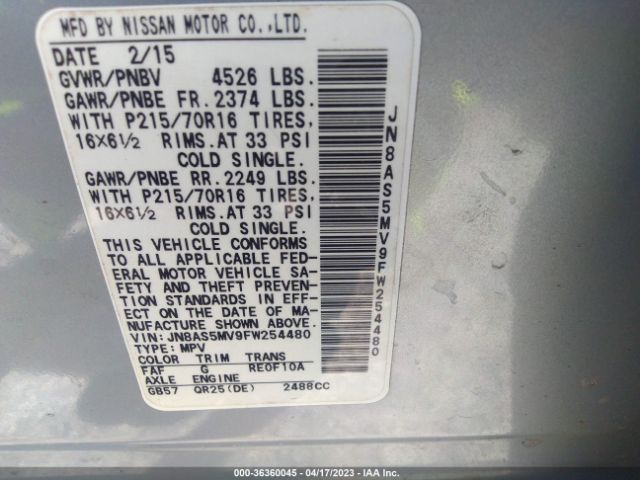 MFD BY NISSAN MOTOR CO.,LTD.
DATE 2/15
GVWR/PNBV 4526 LBS.
GAWR/PNBE FR.2374 LBS.
WITH P215/70R16 TIRES,
16X6½ RIMS.AT 33 PSI
COLD SINGLE.
GAWR/PNBE RR.2249 LBS.
WITH P215/70R16 TIRES,
16X6½ RIMS.AT 33 PSI
COLD SINGLE.
THIS VEHICLE CONFORMS
TO ALL APPLICABLE FED-
ERAL MOTOR VEHICLE SA-
FETY AND THEFT PREVEN-
TION STANDARDS IN EFF-
ECT ON THE DATE OF MA-
NUFACTURE SHOWN ABOVE.
VIN:JN8AS5MV9FW254480
TYPE:MPV
COLOR TRIM TRANS
FAF G RE0F10A
AXLE ENGINE
GB57 QR25(DE) 2488CC
JN8AS5MV9FW254480
000-36360045 - 04/17/2023 - IAA Inc.